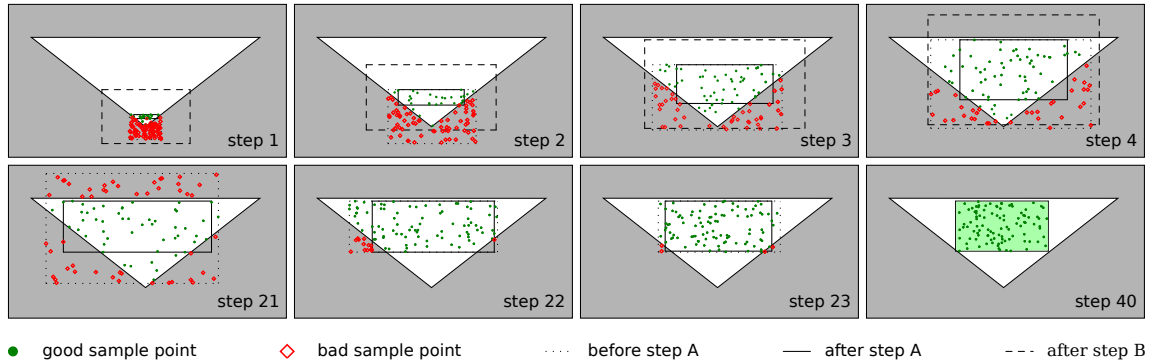 step 1
step 2
step 3
step 4
step 21
step 22
step 23
step 40
good sample point
bad sample point
before step A
after step A
after step B